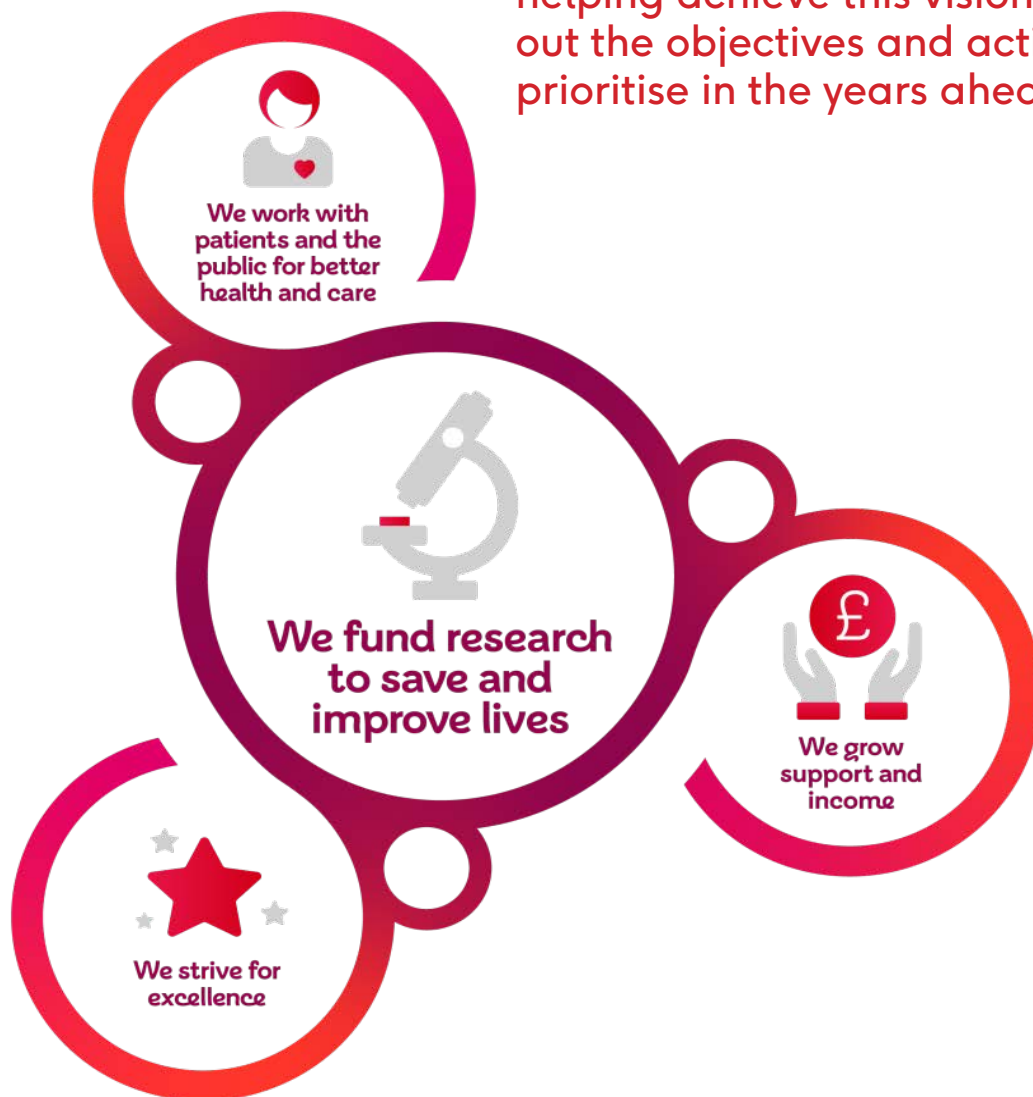 helping achieve this vision
out the objectives and acti
prioritise in the years ahea
We work with
patients and the
public for better
health and care
We fund research
to save and
improve lives
£
We grow
support and
income
We strive for
excellence